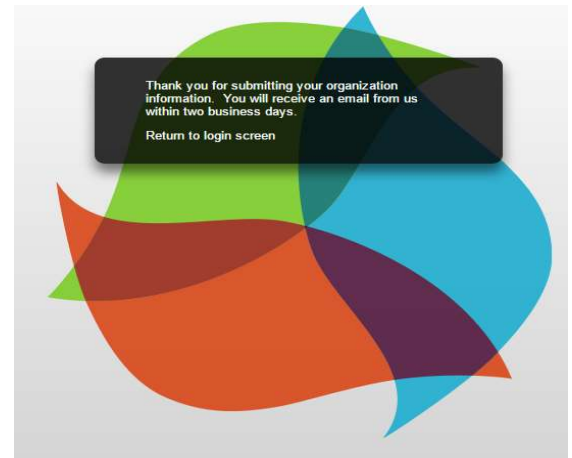 Thank you for submitting your organization
information.  You will receive an email from us
within two business days.
Return to login screen